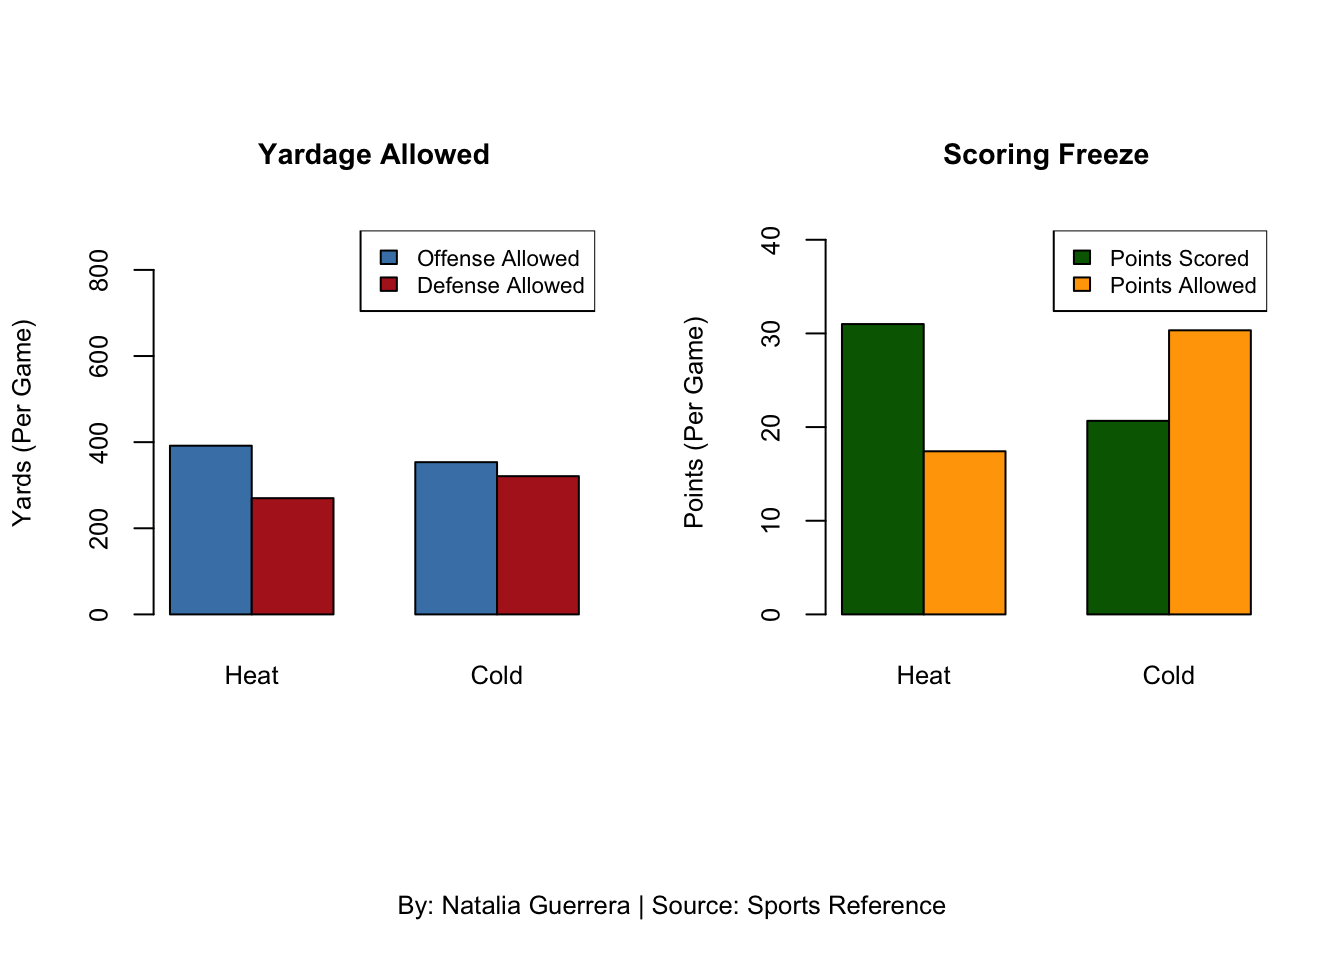 Yardage Allowed
Offense Allowed
Defense Allowed
Yards (Per Game)
800
600
400
200
0
Heat
Cold
Scoring Freeze
Points Scored
Points Allowed
Points (Per Game)
40
30
20
10
0
Heat
Cold
By: Natalia Guerrera | Source: Sports Reference